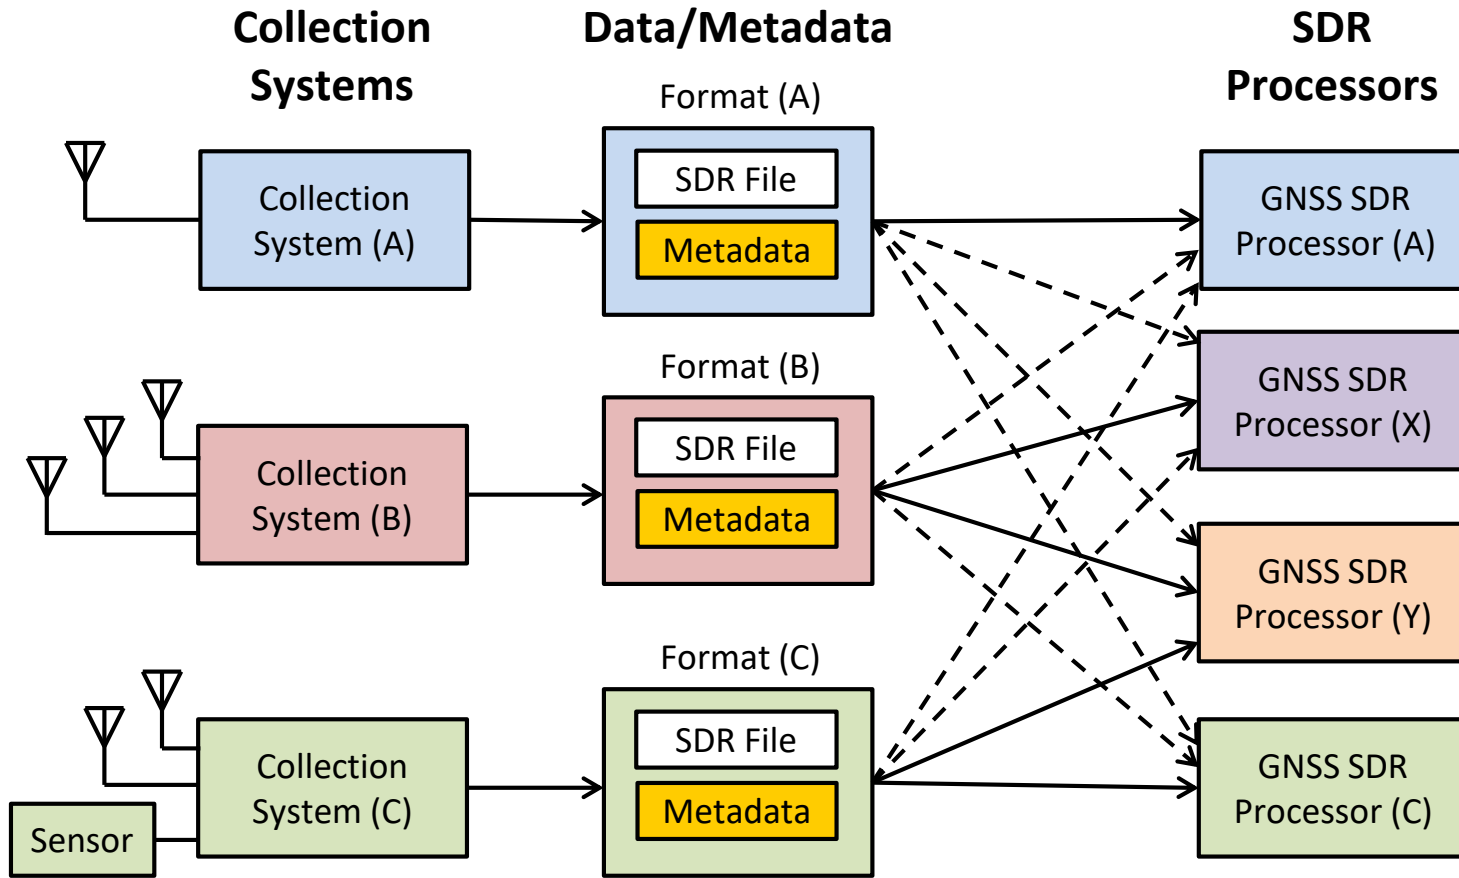 Collection
Systems
Data/Metadata
SDR
Processors
Format (A)
Collection
System (A)
SDR File
Metadata
GNSS SDR
Processor (A)
Format (B)
Collection
System (B)
SDR File
Metadata
GNSS SDR
Processor (X)
GNSS SDR
Processor (Y)
Format (C)
Sensor
Collection
System (C)
SDR File
Metadata
GNSS SDR
Processor (C)